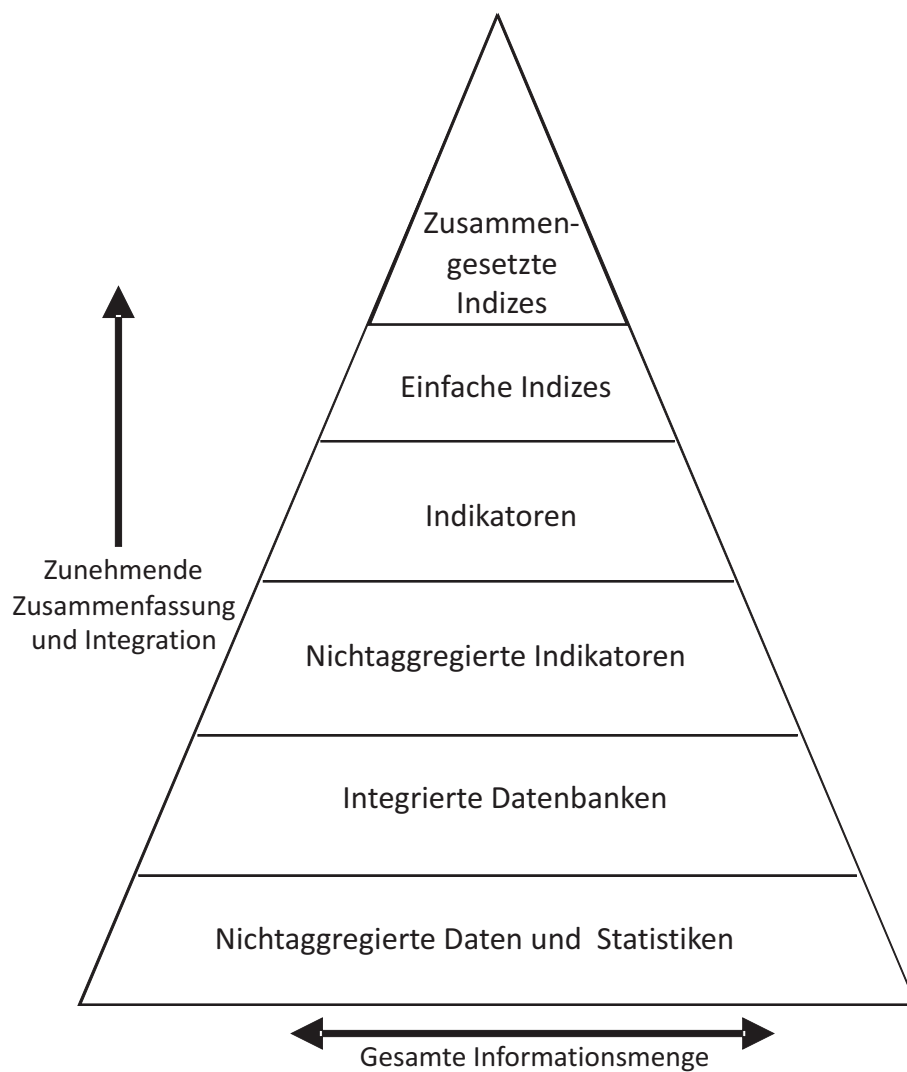 Zusammen-
gesetzte
Indizes
Einfache Indizes
Indikatoren
Zunehmende
Zusammenfassung
und Integration
Nichtaggregierte Indikatoren
Integrierte Datenbanken
Nichtaggregierte Daten und Statistiken
Gesamte Informationsmenge